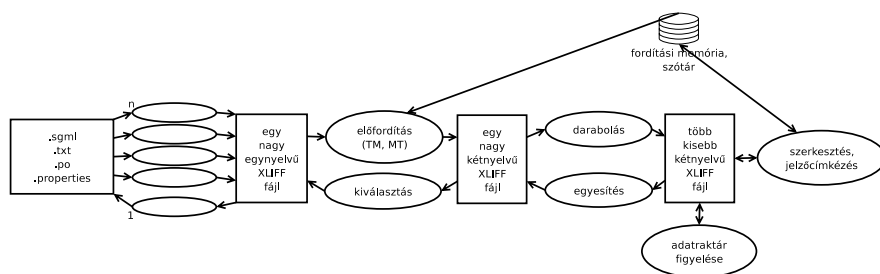 fordítási memória,
szótár
n
.sgml
.txt
.po
.properties
1
egy
nagy
egynyelvű
XLIFF
fájl
előfordítás
(TM, MT)
kiválasztás
egy
nagy
kétnyelvű
XLIFF
fájl
darabolás
egyesítés
több
kisebb
kétnyelvű
XLIFF
fájl
szerkesztés,
jelzőcímkézés
adatraktár
figyelése